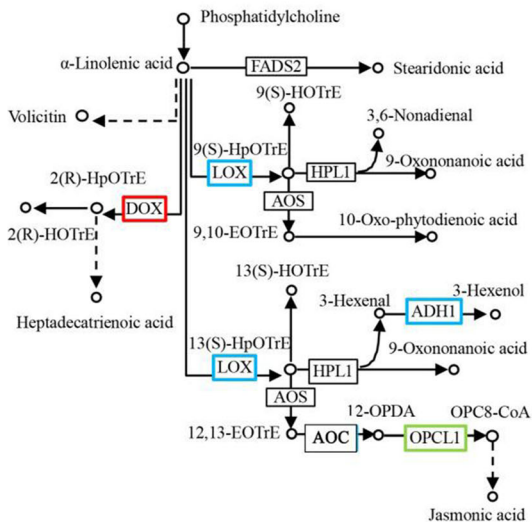 Phosphatidylcholine
α-Linolenic acid
FADS2
Stearidonic acid
9(S)-HOTrE
Volicitin
3,6-Nonadienal
9(S)-HpOTrE
2(R)-HpOTrE
LOX
HPL1
9-Oxononanoic acid
DOX
AOS
2(R)-HOTrE
9,10-EOTrE
10-Oxo-phytodienoic acid
13(S)-HOTrE
3-Hexenal
3-Hexenol
ADH1
Heptadecatrienoic acid
13(S)-HpOTrE
9-Oxononanoic acid
LOX
HPL1
AOS
12-OPDA
OPC8-CoA
12,13-EOTrE
AOC
OPCL1
Jasmonic acid